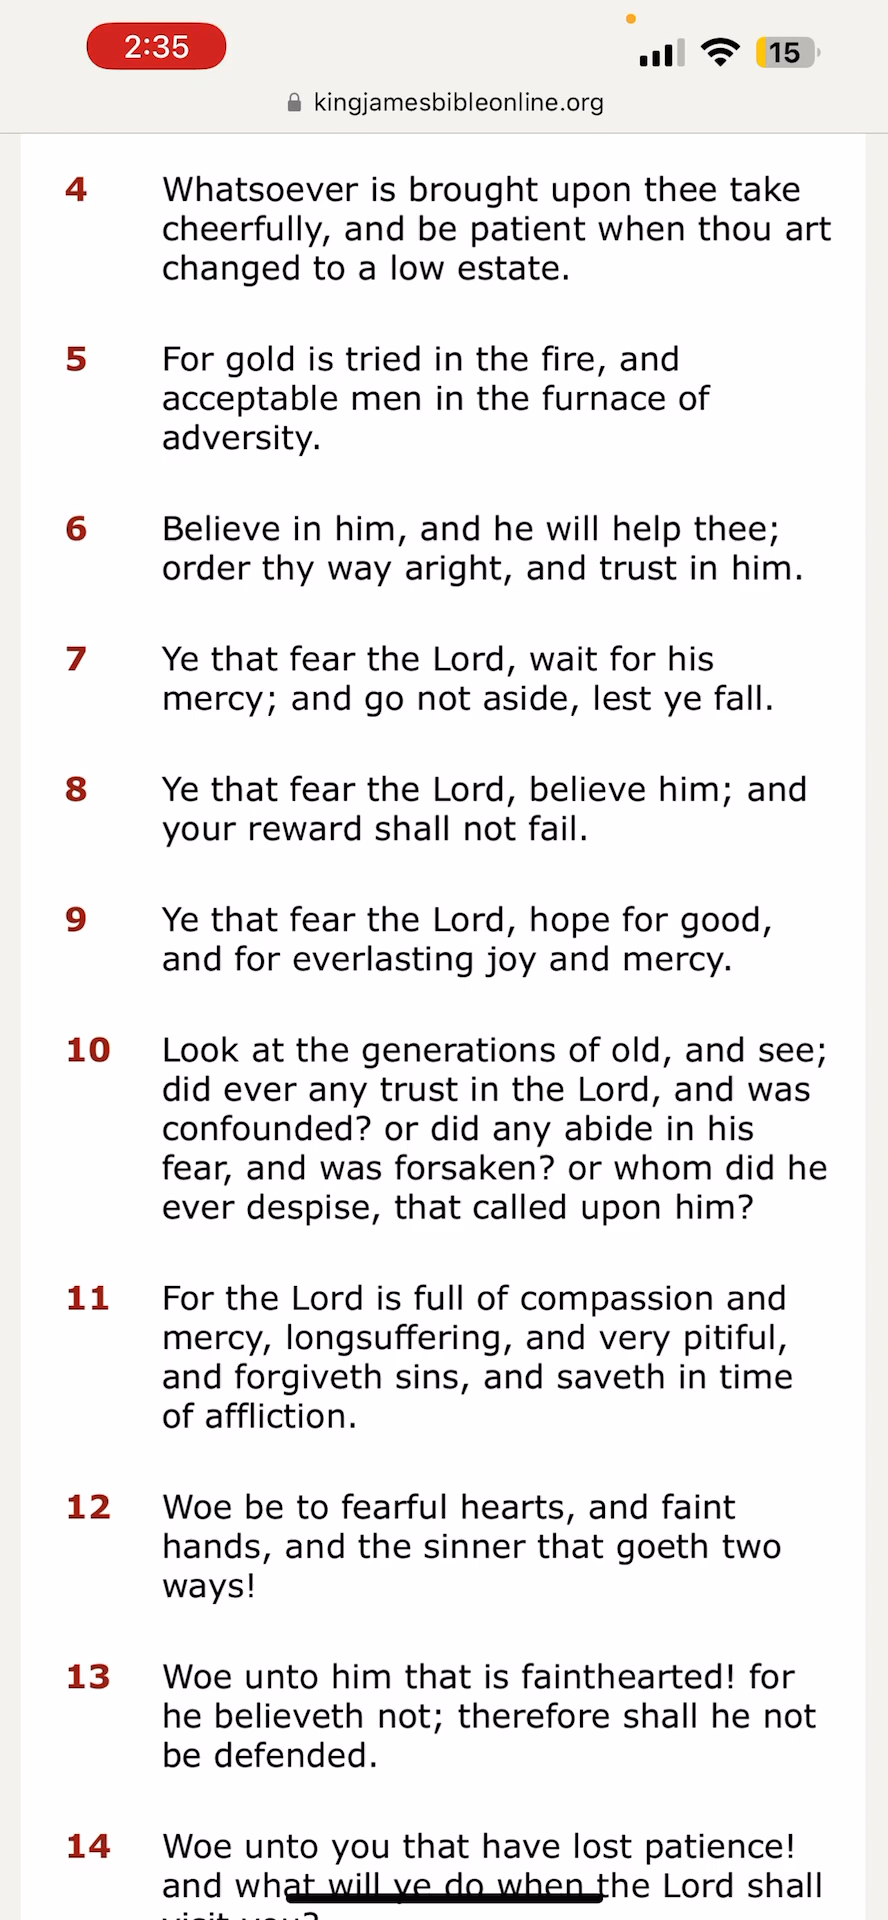 2:35
15
kingjamesbibleonline.org
4 Whatsoever is brought upon thee take
cheerfully, and be patient when thou art
changed to a low estate.
5 For gold is tried in the fire, and
acceptable men in the furnace of
adversity.
6 Believe in him, and he will help thee;
order thy way aright, and trust in him.
7 Ye that fear the Lord, wait for his
mercy; and go not aside, lest ye fall.
8 Ye that fear the Lord, believe him; and
your reward shall not fail.
9 Ye that fear the Lord, hope for good,
and for everlasting joy and mercy.
10 Look at the generations of old, and see;
did ever any trust in the Lord, and was
confounded? or did any abide in his
fear, and was forsaken? or whom did he
ever despise, that called upon him?
11 For the Lord is full of compassion and
mercy, longsuffering, and very pitiful,
and forgiveth sins, and saveth in time
of affliction.
12 Woe be to fearful hearts, and faint
hands, and the sinner that goeth two
ways!
13 Woe unto him that is fainthearted! for
he believeth not; therefore shall he not
be defended.
14 Woe unto you that have lost patience!
and what will ye do when the Lord shall
visit you?